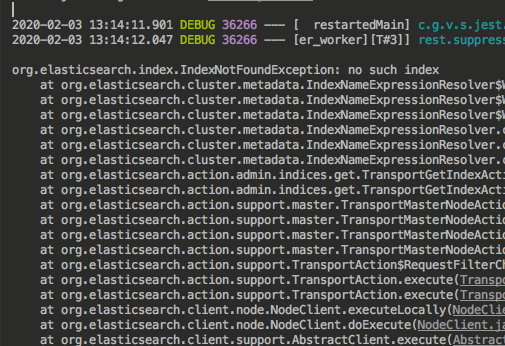 2020-02-03 13:14:11.901 DEBUG 36266 --- [  restartedMain] c.g.v.s.jest.
2020-02-03 13:14:12.047 DEBUG 36266 --- [er_worker][T#3]] rest.suppres
org.elasticsearch.index.IndexNotFoundException: no such index
at org.elasticsearch.cluster.metadata.IndexNameExpressionResolver$W
at org.elasticsearch.cluster.metadata.IndexNameExpressionResolver$W
at org.elasticsearch.cluster.metadata.IndexNameExpressionResolver$W
at org.elasticsearch.cluster.metadata.IndexNameExpressionResolver.c
at org.elasticsearch.cluster.metadata.IndexNameExpressionResolver.c
at org.elasticsearch.cluster.metadata.IndexNameExpressionResolver.c
at org.elasticsearch.action.admin.indices.get.TransportGetIndexActi
at org.elasticsearch.action.admin.indices.get.TransportGetIndexActi
at org.elasticsearch.action.support.master.TransportMasterNodeActio
at org.elasticsearch.action.support.master.TransportMasterNodeActio
at org.elasticsearch.action.support.master.TransportMasterNodeActio
at org.elasticsearch.action.support.master.TransportMasterNodeActio
at org.elasticsearch.action.support.TransportAction$RequestFilterCh
at org.elasticsearch.action.support.TransportAction.execute(Transpo
at org.elasticsearch.action.support.TransportAction.execute(Transpo
at org.elasticsearch.client.node.NodeClient.executeLocally(NodeClie
at org.elasticsearch.client.node.NodeClient.doExecute(NodeClient.ja
at org.elasticsearch.client.support.AbstractClient.execute(Abstract